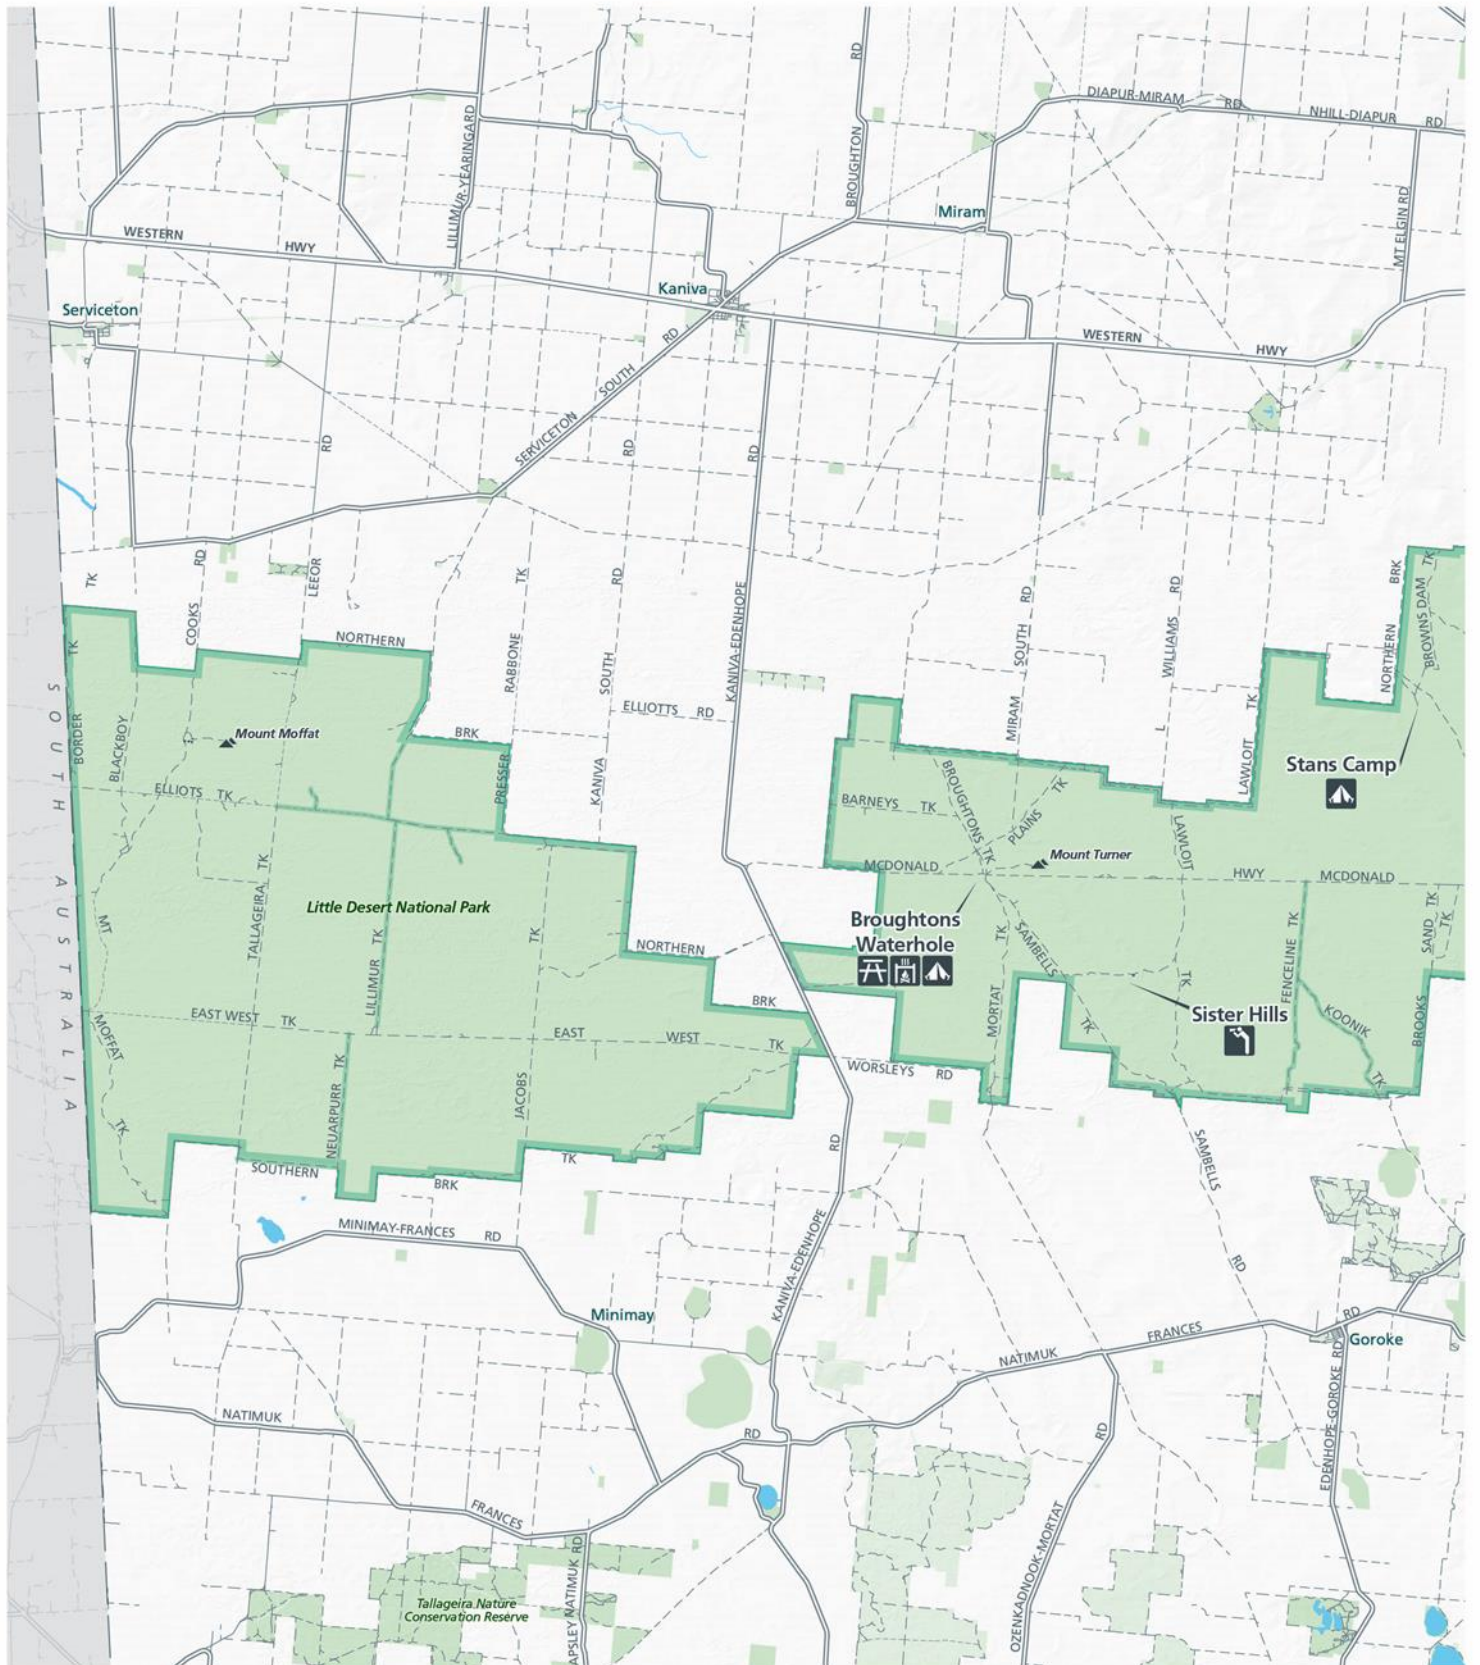 RD
DIAPUR-MIRAM RD
NHILL-DIAPUR RD
LILLIMUR-YEARINGARD
BROUGHTON
Miram
MT ELGIN RD
WESTERN HWY
Kaniva
Serviceton
RD
WESTERN HWY
SERVICETON SOUTH
RD
RD
RD
TK
RD
COOKS
LEEOR
TK
RD
KANIVA-EDENHOPE
RD
RD
BRK
TK
BROWNS DAM
NORTHERN
TK
NORTHERN
RABBONE
SOUTH
SOUTH
WILLIAMS
ELLIOTTS RD
MIRAM
L
LAWLOIT TK
SOUTH AUSTRALIA
BORDER
BLACKBOY
Mount Moffat
BRK
PRESSER
KANIVA
ELLIOTS TK
BROUGHTONS TK
PLAINS TK
BARNEYS TK
Stans Camp
LAWLOIT
Mount Turner
MCDONALD
HWY
MCDONALD
TALLAGEIRA TK
Little Desert National Park
LILLIMUR TK
TK
MT
Broughtons
Waterhole
NORTHERN
TK
SAMBELLS
SAND TK
TK
FENCELINE TK
TK
BRK
MORTAT
Sister Hills
KOONIK
BROOKS
EAST WEST TK
MOFFAT
EAST WEST TK
TK
WORSLEYS RD
TK
NEUARPURR TK
JACOBS
TK
SOUTHERN
BRK
TK
RD
SAMBELLS
MINIMAY-FRANCES RD
KANIVA-EDENHOPE
RD
Minimay
RD
FRANCES
Goroke
NATIMUK
EDENHOPE-GOROKE RD
NATIMUK
RD
RD
FRANCES
OZENKADNOOK-MORTAT
APSLEY NATIMUK RD
Tallageira Nature
Conservation Reserve